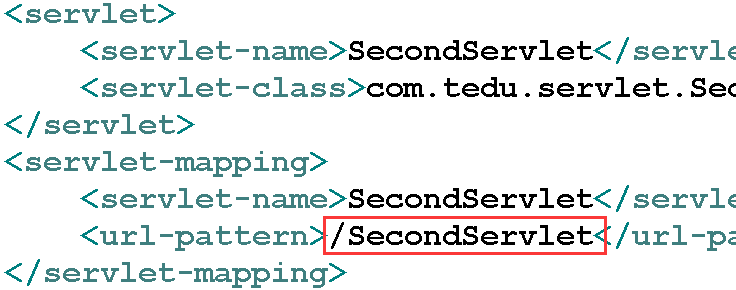 <servlet>
<servlet-name>SecondServlet</servle
<servlet-class>com.tedu.servlet.Sec
</servlet>
<servlet-mapping>
<servlet-name>SecondServlet</servle
<url-pattern>/SecondServlet</url-pa
</servlet-mapping>